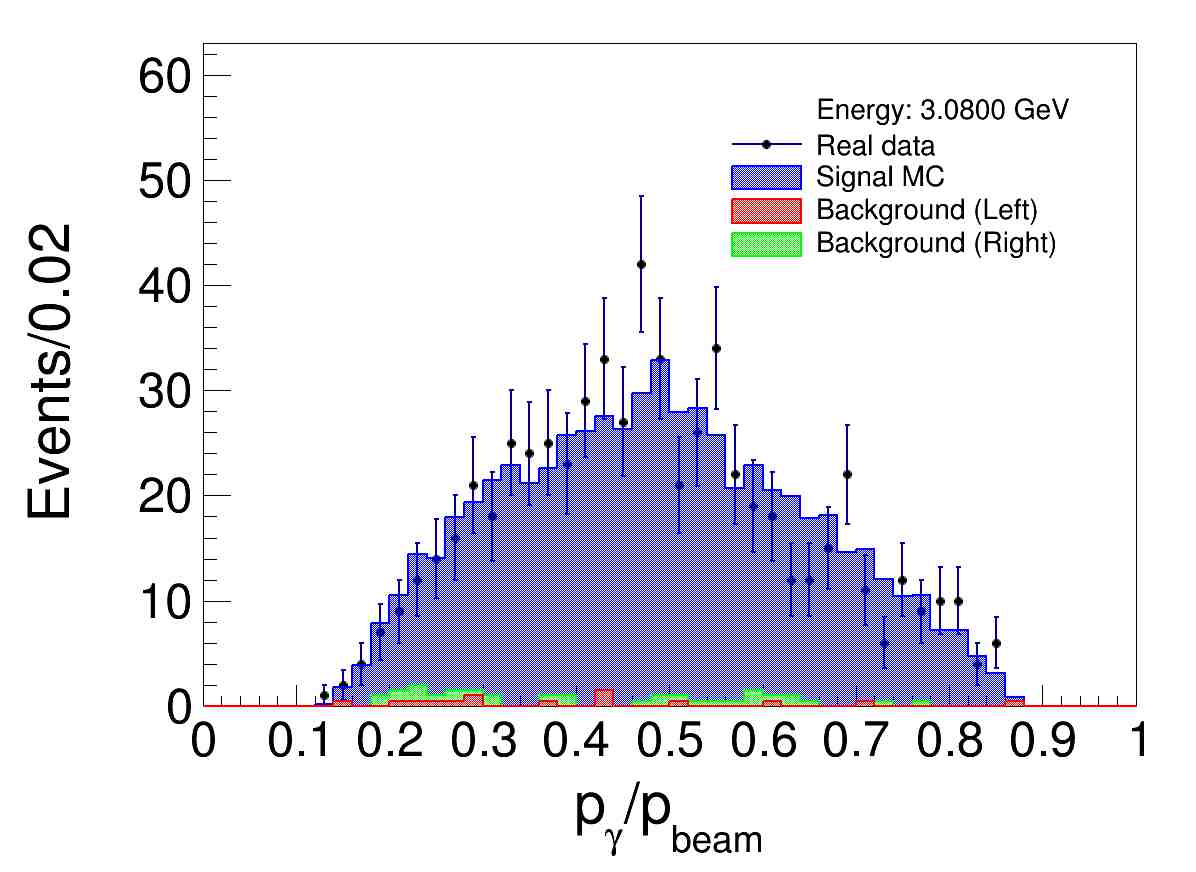 Energy: 3.0800 GeV
Real data
Signal MC
Background (Left)
Background (Right)
Events/0.02
60
50
40
30
20
10
0
0 0.1 0.2 0.3 0.4 0.5 0.6 0.7 0.8 0.9 1
pγ/pbeam